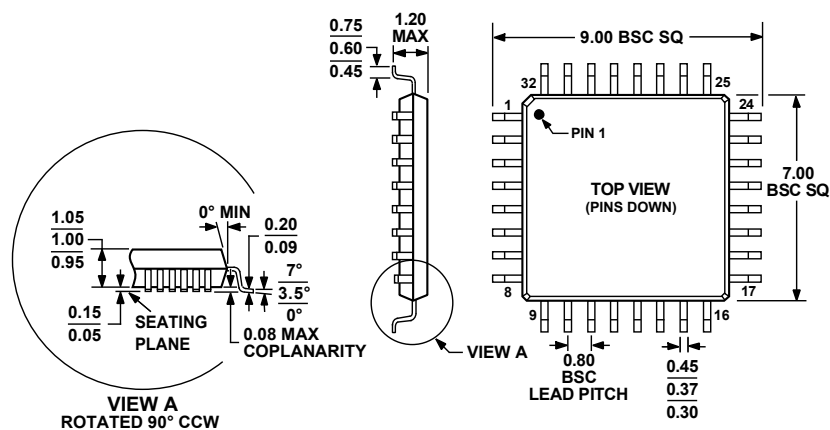 0.75
0.60
0.45
1.20
MAX
9.00 BSC SQ
32
25
1
24
PIN 1
TOP VIEW
(PINS DOWN)
7.00
BSC SQ
0° MIN
1.05
1.00
0.95
0.20
0.09
7°
3.5°
0°
0.15
0.05
SEATING
PLANE
0.08 MAX
COPLANARITY
8
17
9
16
VIEW A
0.80
BSC
LEAD PITCH
0.45
0.37
0.30
VIEW A
ROTATED 90° CCW